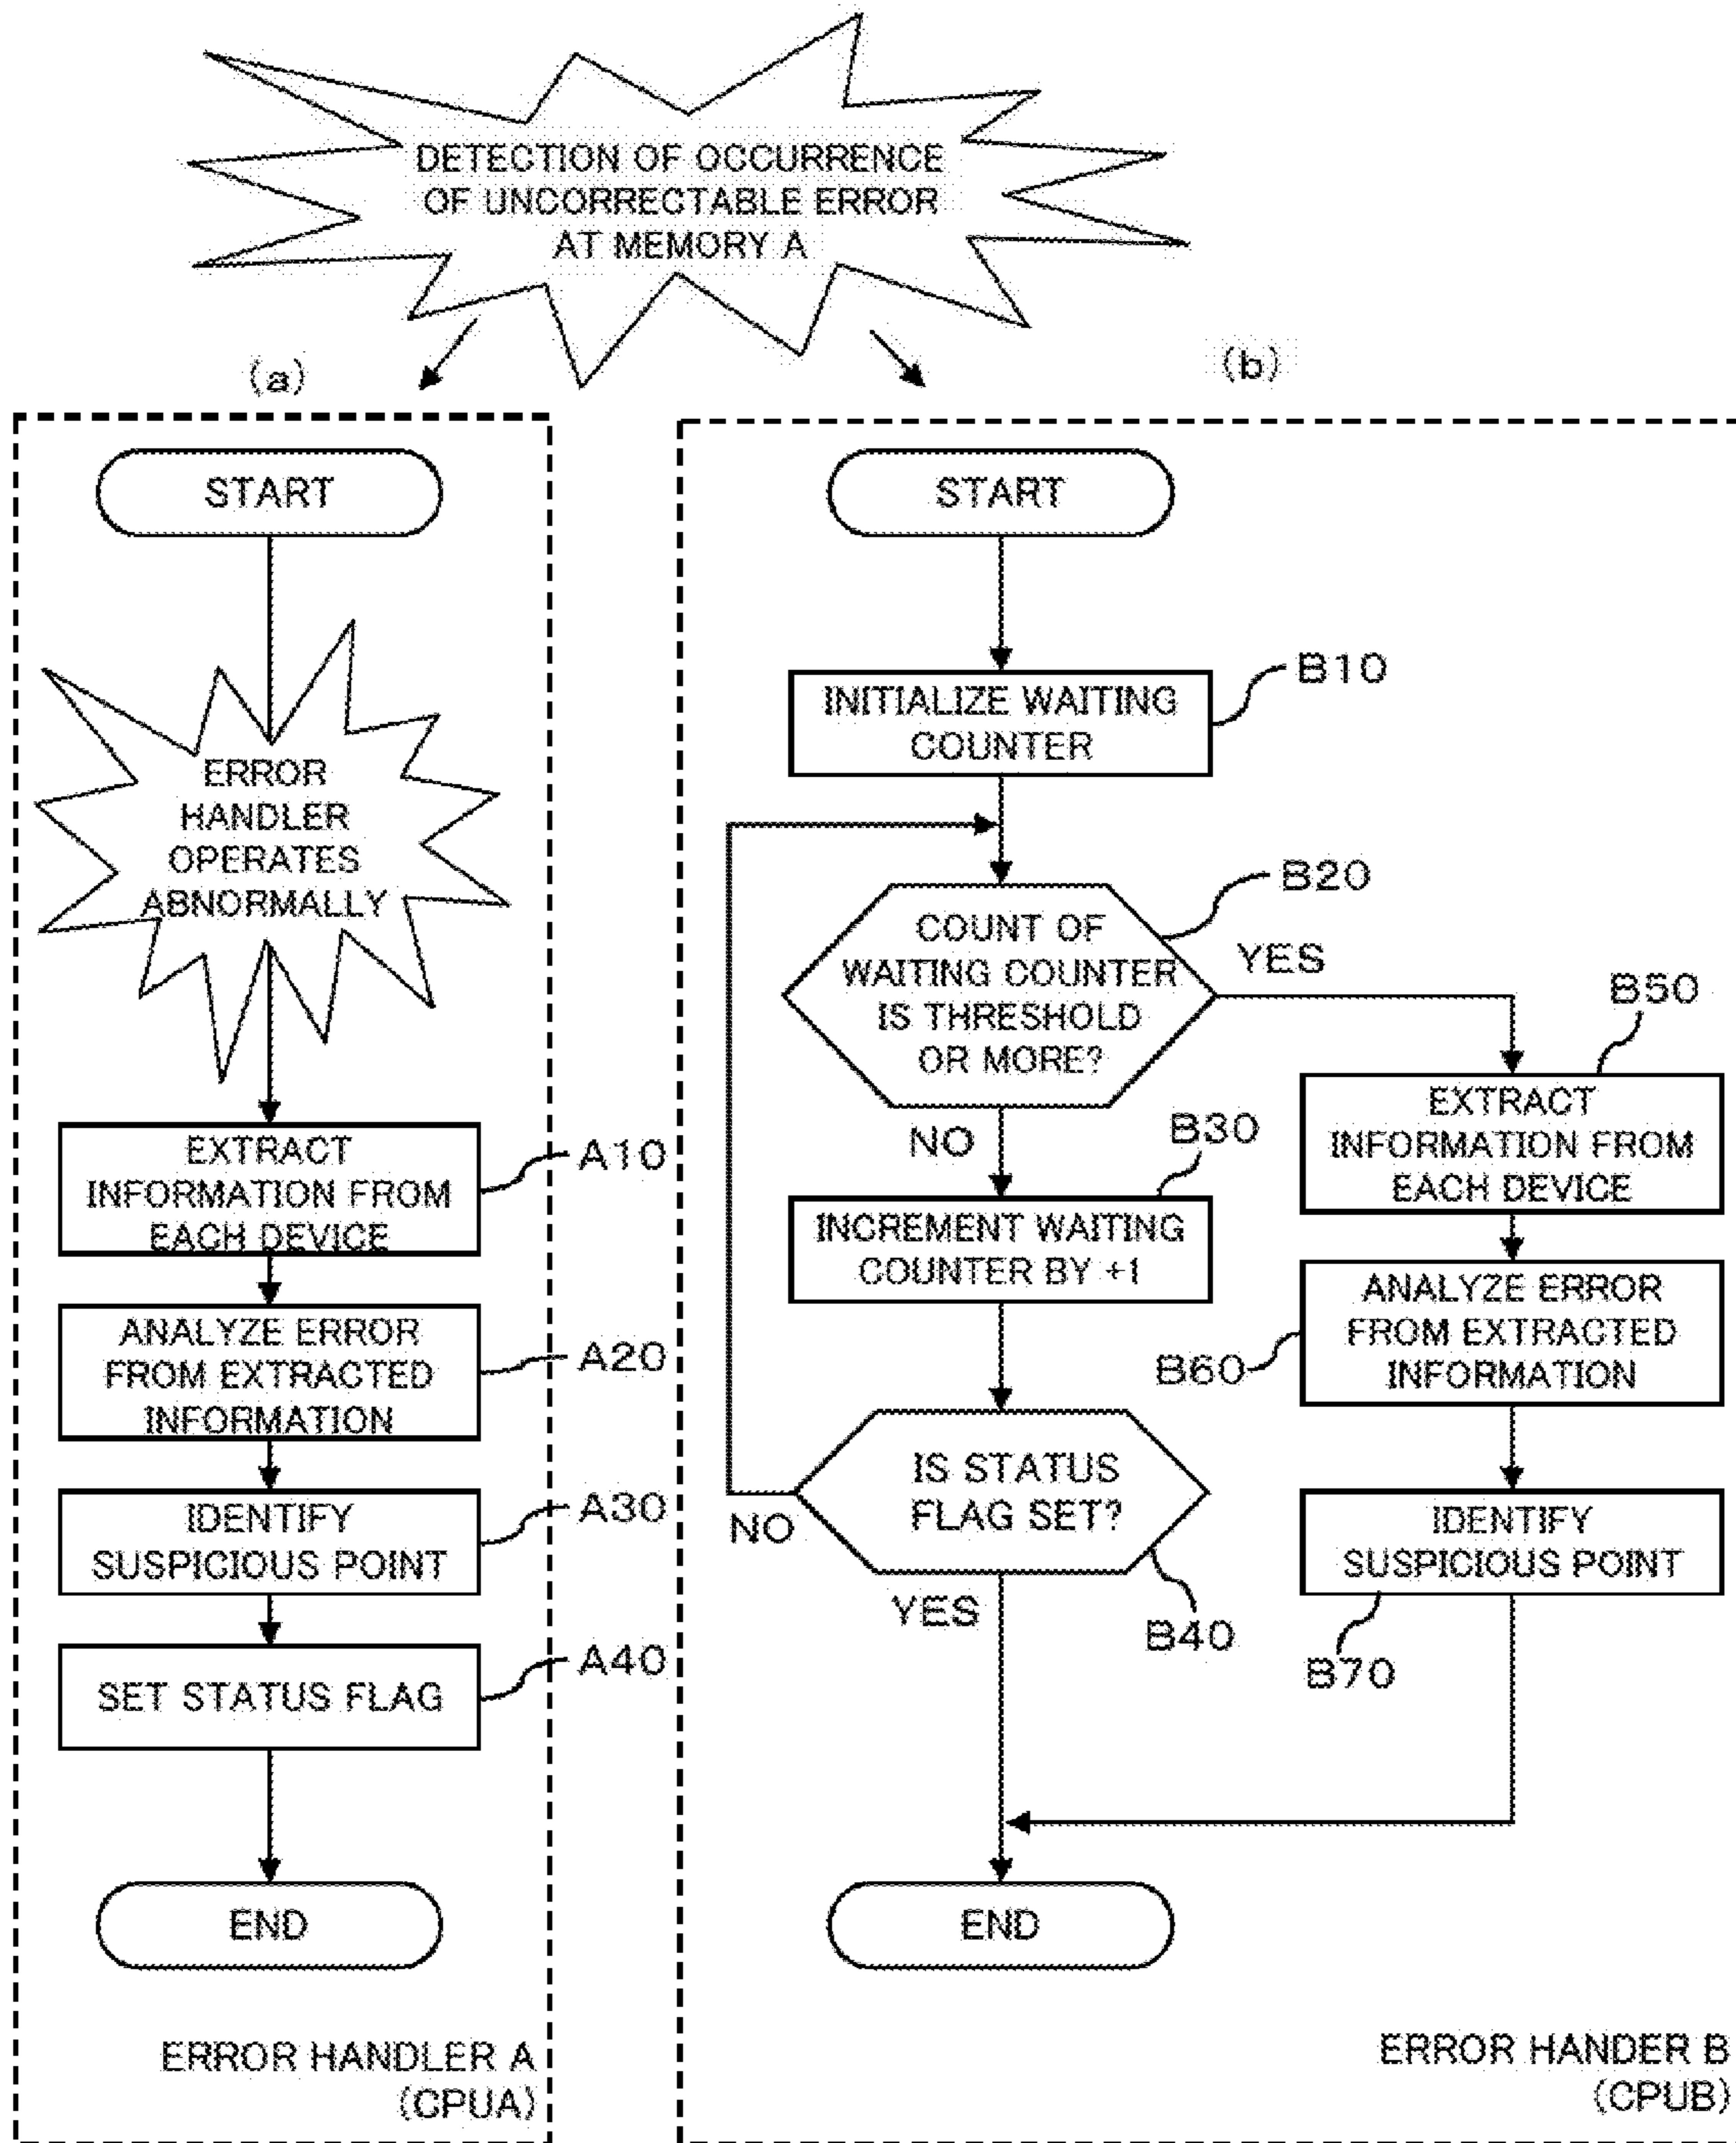 DETECTION OF OCCURRENCE
OF UNCORRECTABLE ERROR
AT MEMORY A
(a)
START
ERROR
HANDLER
OPERATES
ABNORMALLY
EXTRACT
INFORMATION FROM
EACH DEVICE
A10
ANALYZE ERROR
FROM EXTRACTED
INFORMATION
A20
IDENTIFY
SUSPICIOUS POINT
A30
SET STATUS FLAG
A40
END
ERROR HANDLER A
(CPUA)
(b)
START
INITIALIZE WAITING
COUNTER
B10
COUNT OF
WAITING COUNTER
IS THRESHOLD
OR MORE?
B20
YES
NO
INCREMENT WAITING
COUNTER BY +1
B30
IS STATUS
FLAG SET?
NO
YES
B40
EXTRACT
INFORMATION FROM
EACH DEVICE
B50
ANALYZE ERROR
FROM EXTRACTED
INFORMATION
B60
IDENTIFY
SUSPICIOUS POINT
B70
END
ERROR HANDER B
(CPUB)